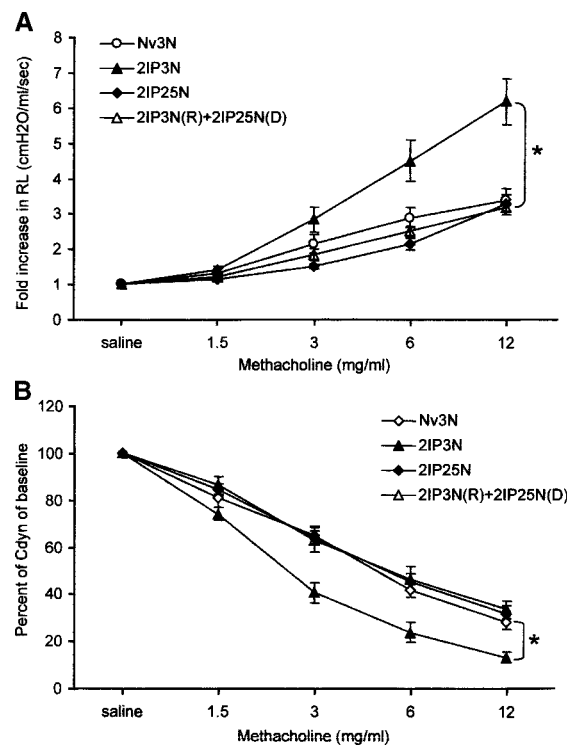 A
Fold increase in RL (cmH2O/ml/sec)
8
7
6
5
4
3
2
1
0
Nv3N
2IP3N
2IP25N
2IP3N(R)+2IP25N(D)
*
saline 1.5 3 6 12
Methacholine (mg/ml)
B
Percent of Cdyn of baseline
120
100
80
60
40
20
0
Nv3N
2IP3N
2IP25N
2IP3N(R)+2IP25N(D)
*
saline 1.5 3 6 12
Methacholine (mg/ml)